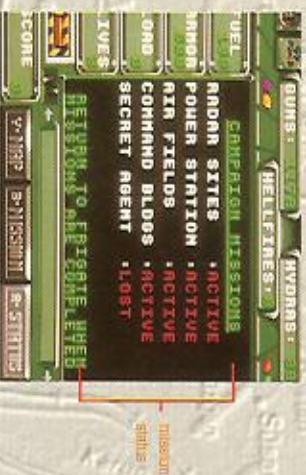 GUNS:
HYDRAS:
HELLFIRES:
CAMPAIGN MISSIONS
RADAR SITES •ACTIVE
POWER STATION •ACTIVE
AIR FIELDS •ACTIVE
COMMAND BLDGS •ACTIVE
SECRET AGENT •LOST
RETURN TO FRIGATE WHEN
MISSIONS ARE COMPLETED
FUEL
ARMOR
LOAD
LIVES
SCORE
Y-MAP
B-MISSION
A-STATUS
mission
status